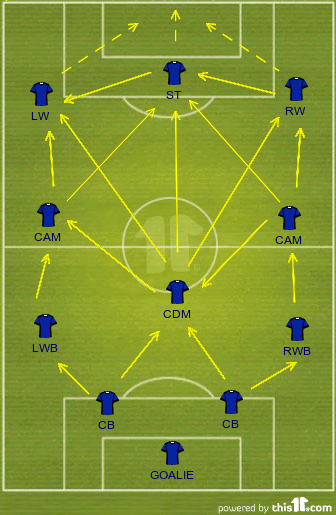 ST
LW
RW
CAM
CAM
CDM
LWB
RWB
CB
CB
GOALIE
powered by this11.com